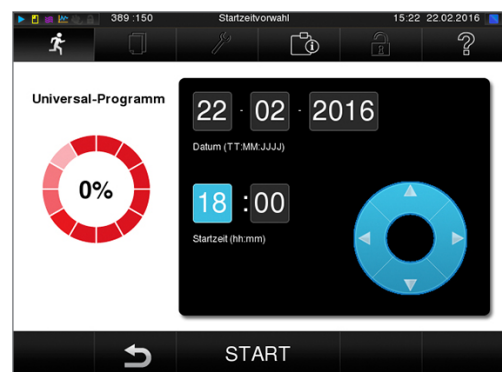 389 :150 Startzeitvorwahl 15:22 22.02.2016
Universal-Programm
0%
22 . 02 . 2016
Datum (TT:MM:JJJJ)
18 :00
Startzeit (hh:mm)
START